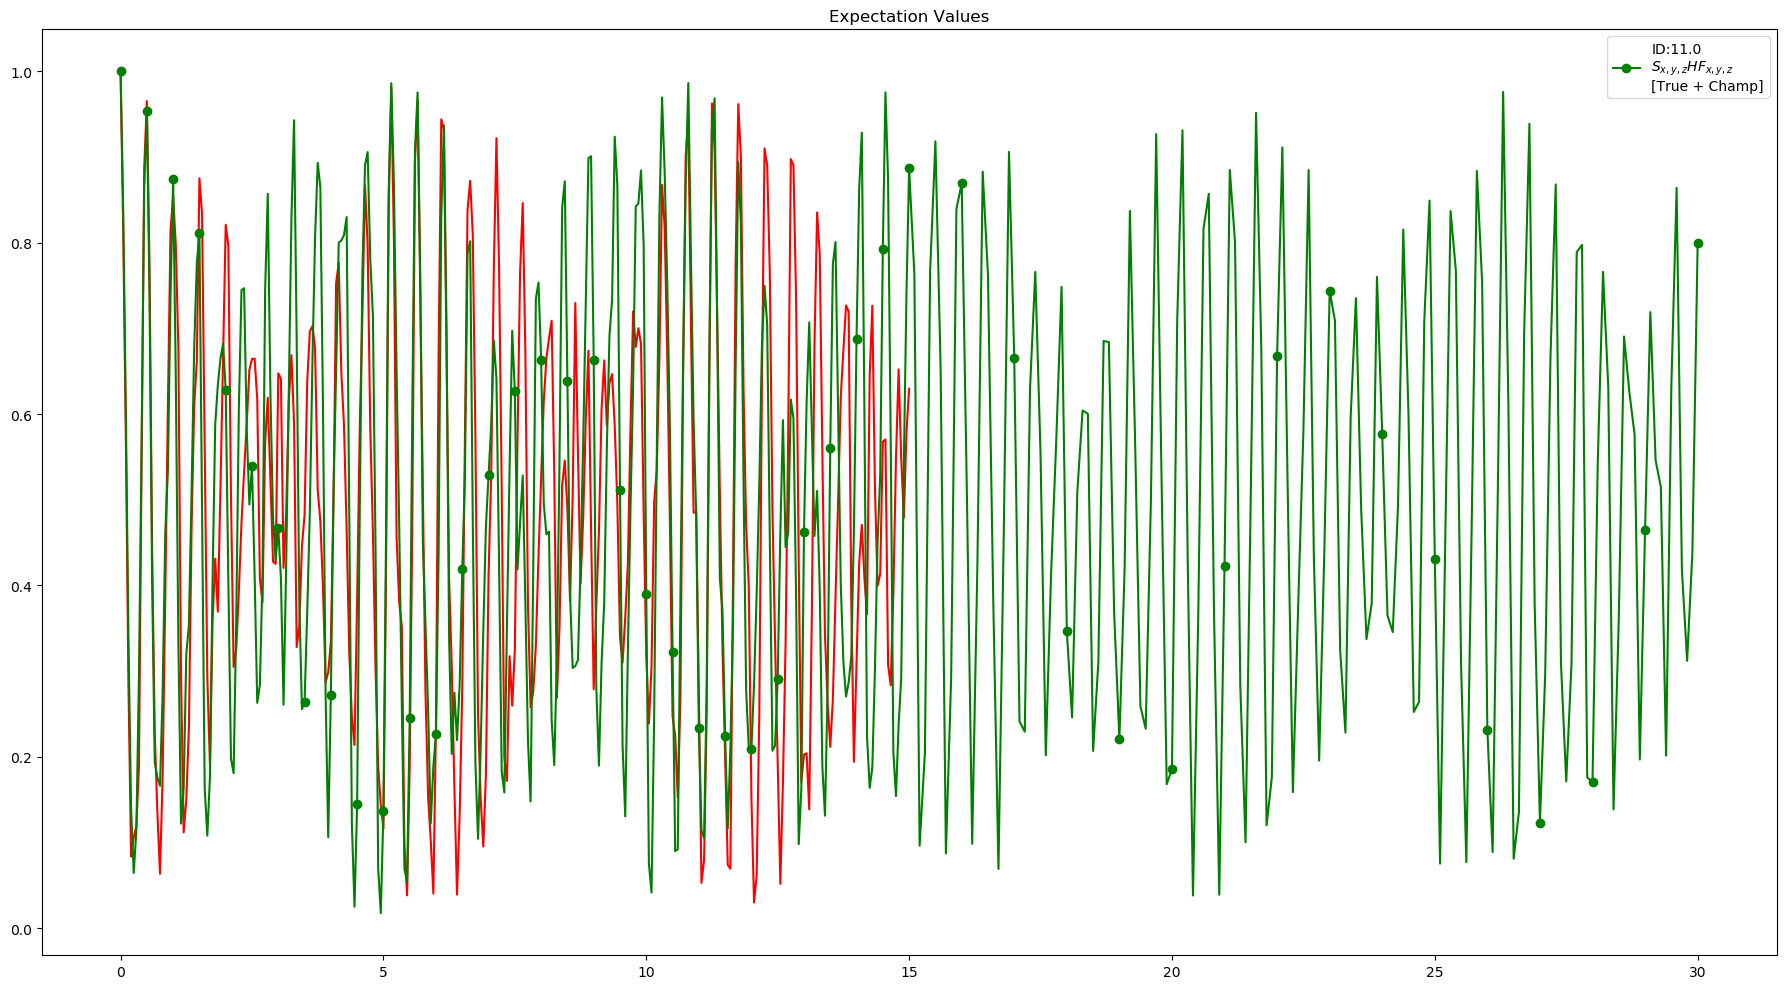 Expectation Values
ID:11.0
S_{x,y,z}HF_{x,y,z}
[True + Champ]
1.0
0.8
0.6
0.4
0.2
0.0
0 5 10 15 20 25 30